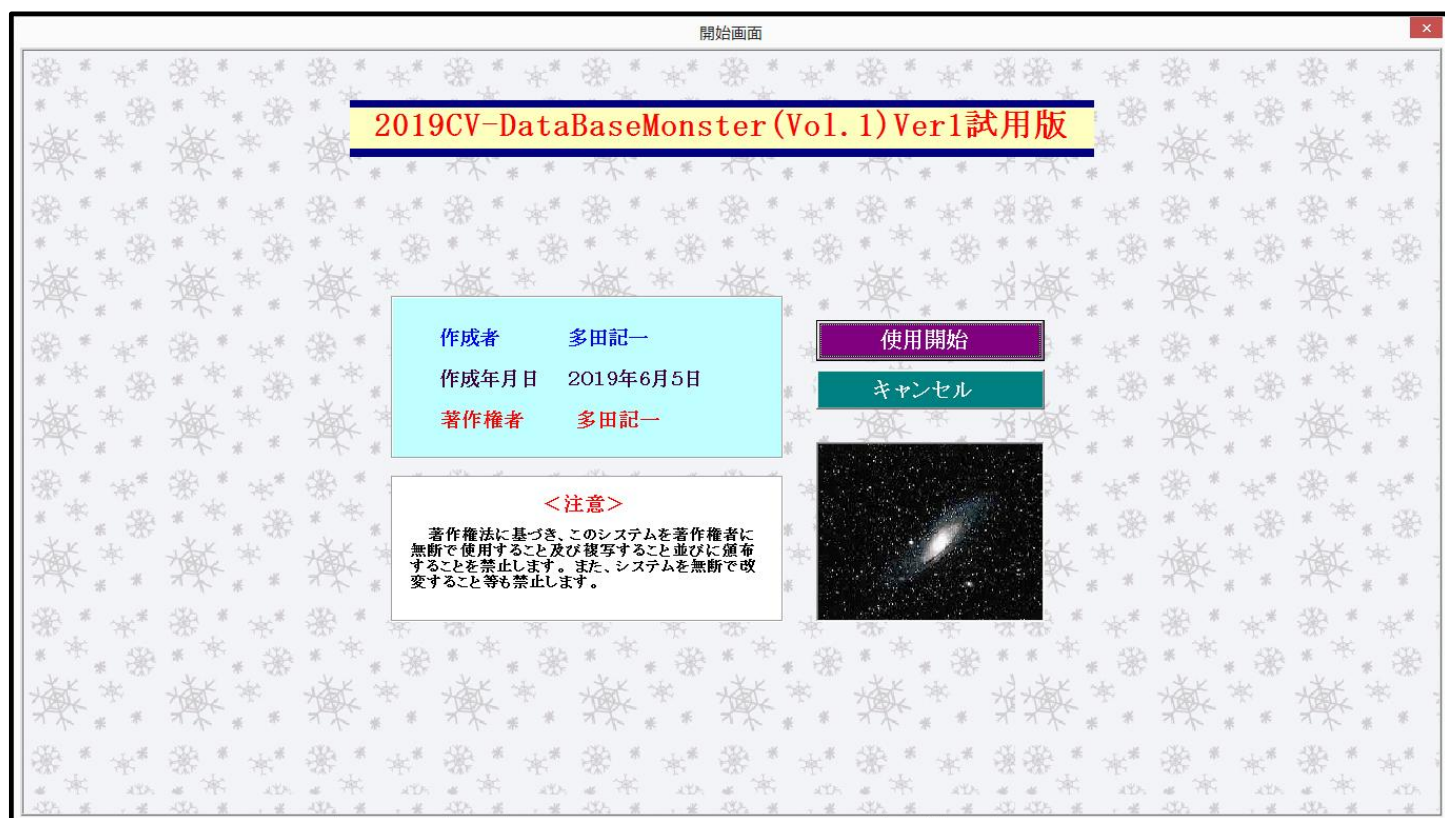 開始画面
2019CV-DataBaseMonster(Vol.1)Ver1試用版
作成者 多田記一
作成年月日 2019年6月5日
著作権者 多田記一
使用開始
キャンセル
＜注意＞
著作権法に基づき、このシステムを著作権者に
無断で使用すること及び複写すること並びに頒布
することを禁止します。また、システムを無断で改
変すること等も禁止します。